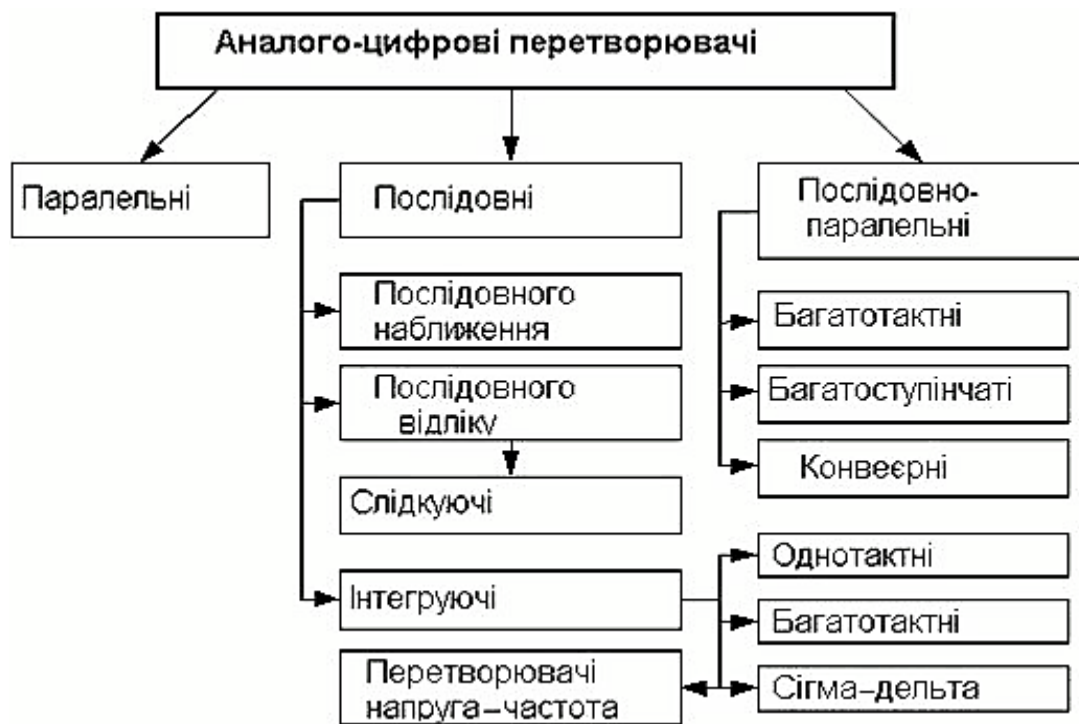 Аналого-цифрові перетворювачі
Паралельні
Послідовні
Послідовно-
паралельні
Послідовного
наближення
Послідовного
відліку
Слідкуючі
Інтегруючі
Перетворювачі
напруга–частота
Багатотактні
Багатоступінчаті
Конвеєрні
Однотактні
Багатотактні
Сігма–дельта